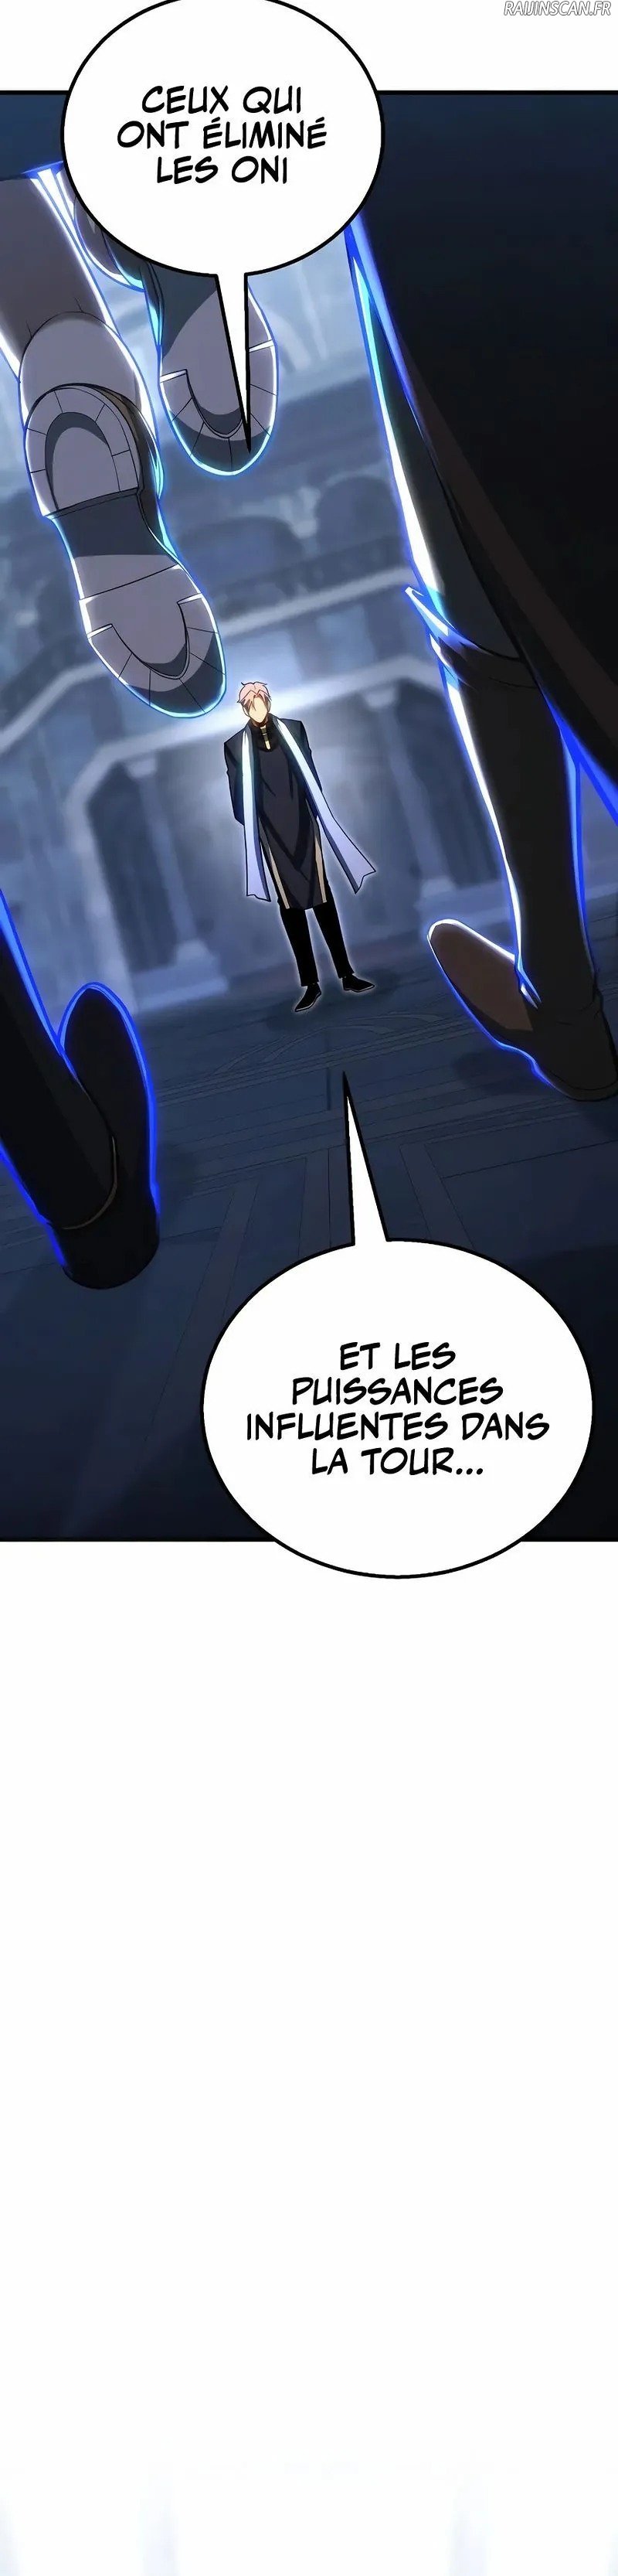 RAIJINSCAN.FR
CEUX QUI
ONT ÉLIMINÉ
LES ONI
ET LES
PUISSANCES
INFLUENTES DANS
LA TOUR...